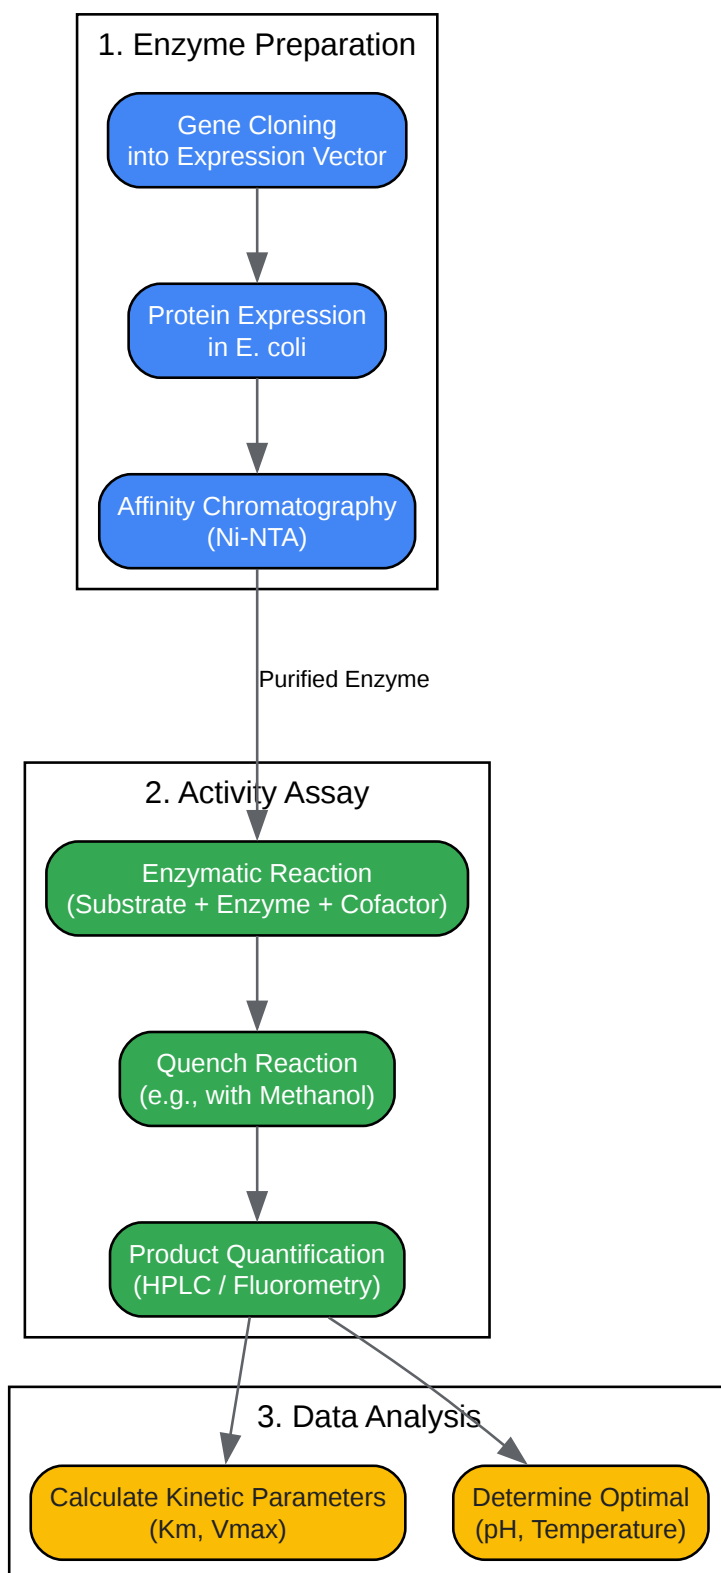 1. Enzyme Preparation
Gene Cloning
into Expression Vector
Protein Expression
in E. coli
Affinity Chromatography
(Ni-NTA)
Purified Enzyme
2. Activity Assay
Enzymatic Reaction
(Substrate + Enzyme + Cofactor)
Quench Reaction
(e.g., with Methanol)
Product Quantification
(HPLC / Fluorometry)
3. Data Analysis
Calculate Kinetic Parameters
(Km, Vmax)
Determine Optimal
(pH, Temperature)